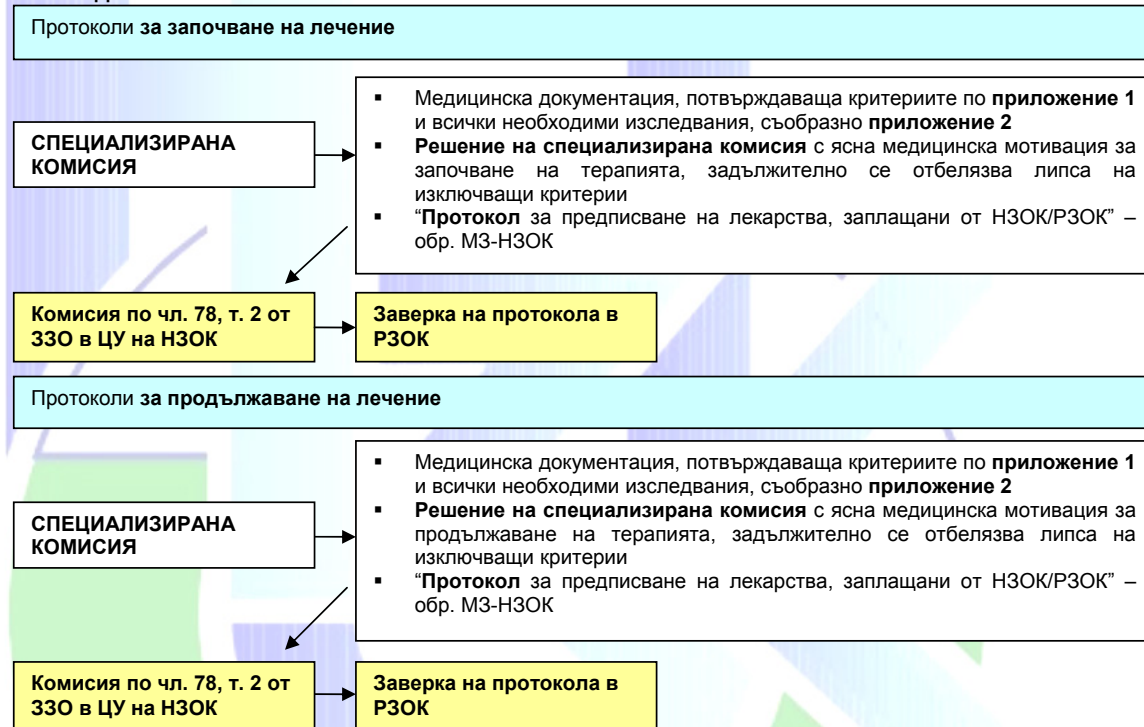 Протоколи за започване на лечение
▪ Медицинска документация, потвърждаваща критериите по приложение 1
и всички необходими изследвания, съобразно приложение 2
▪ Решение на специализирана комисия с ясна медицинска мотивация за
започване на терапията, задължително се отбелязва липса на
изключващи критерии
▪ “Протокол за предписване на лекарства, заплащани от НЗОК/РЗОК” –
обр. МЗ-НЗОК
СПЕЦИАЛИЗИРАНА
КОМИСИЯ
Комисия по чл. 78, т. 2 от
ЗЗО в ЦУ на НЗОК
Заверка на протокола в
РЗОК
Протоколи за продължаване на лечение
▪ Медицинска документация, потвърждаваща критериите по приложение 1
и всички необходими изследвания, съобразно приложение 2
▪ Решение на специализирана комисия с ясна медицинска мотивация за
продължаване на терапията, задължително се отбелязва липса на
изключващи критерии
▪ “Протокол за предписване на лекарства, заплащани от НЗОК/РЗОК” –
обр. МЗ-НЗОК
СПЕЦИАЛИЗИРАНА
КОМИСИЯ
Комисия по чл. 78, т. 2 от
ЗЗО в ЦУ на НЗОК
Заверка на протокола в
РЗОК